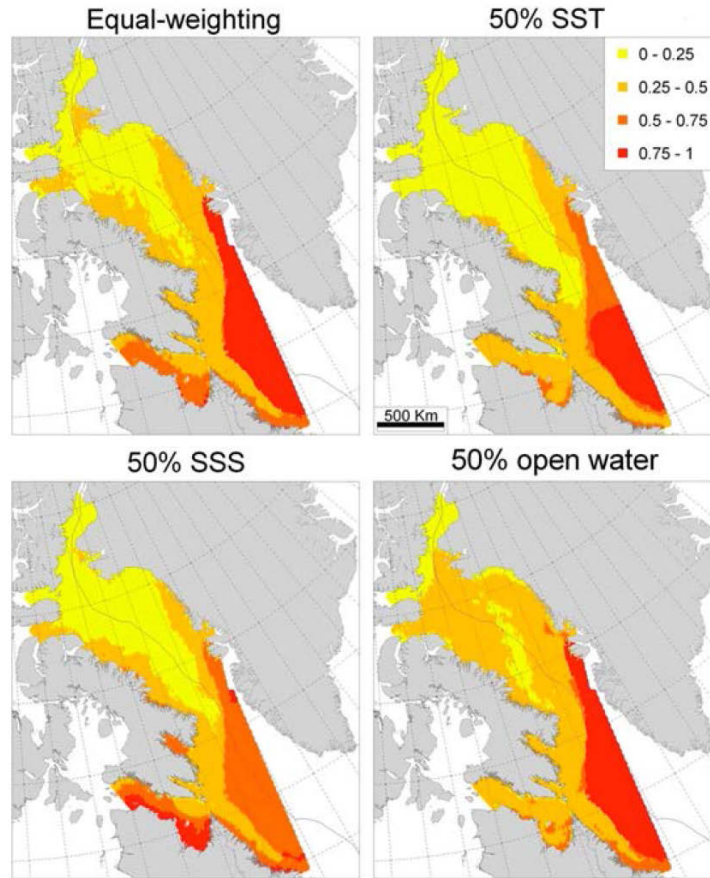 Equal-weighting
50% SST
0 - 0.25
0.25 - 0.5
0.5 - 0.75
0.75 - 1
500 Km
50% SSS
50% open water